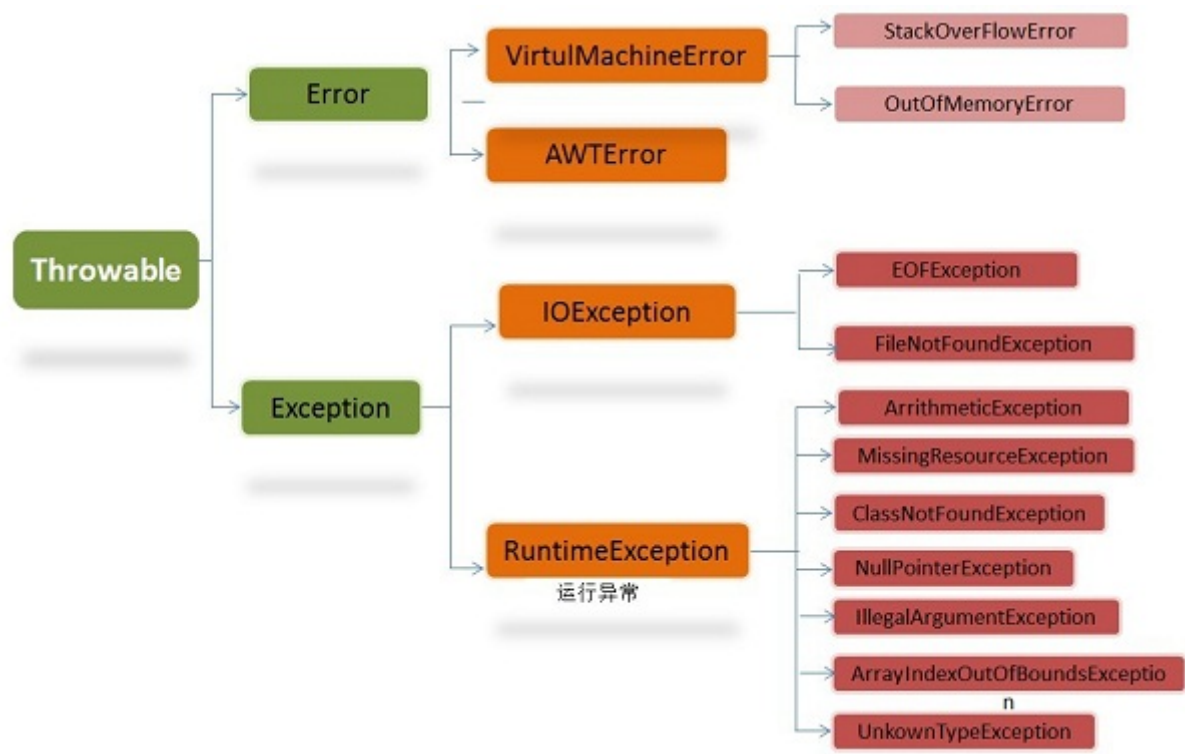 Throwable
Error
VirtulMachineError
StackOverFlowError
OutOfMemoryError
AWTError
Exception
IOException
EOFException
FileNotFoundException
RuntimeException
运行异常
ArrithmeticException
MissingResourceException
ClassNotFoundException
NullPointerException
IllegalArgumentException
ArrayIndexOutOfBoundsExceptio
n
UnkownTypeException